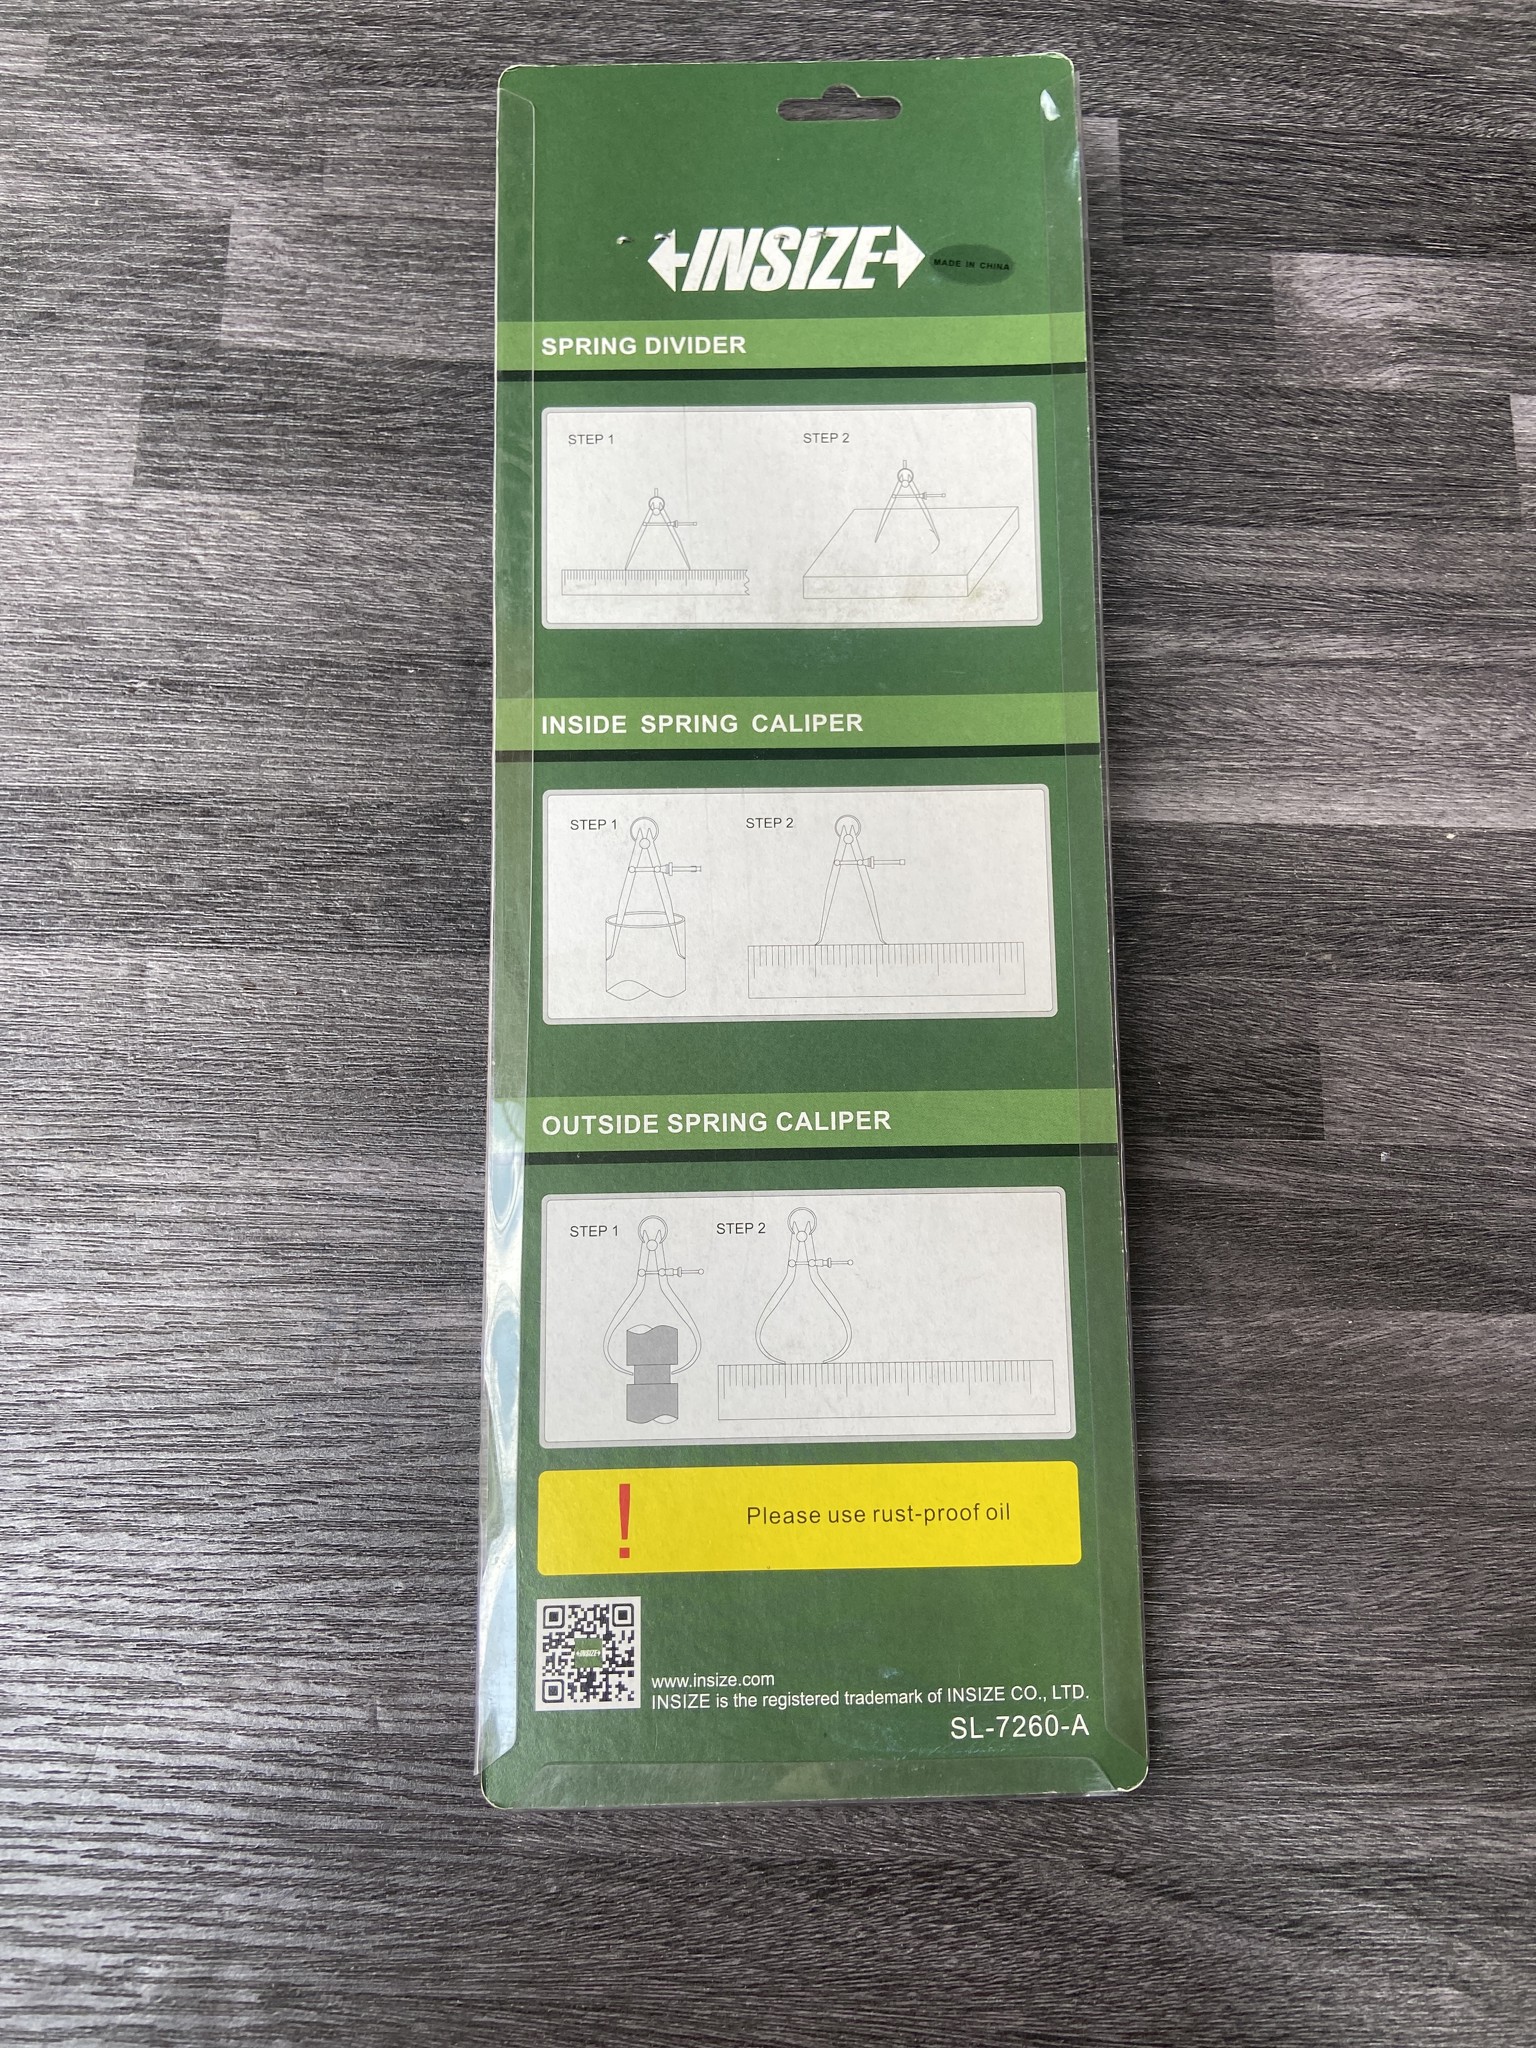 INSIZE
MADE IN CHINA
SPRING DIVIDER
STEP 1
STEP 2
INSIDE SPRING CALIPER
STEP 1
STEP 2
OUTSIDE SPRING CALIPER
STEP 1
STEP 2
! Please use rust-proof oil
INSIZE
www.insize.com
INSIZE is the registered trademark of INSIZE CO., LTD.
SL-7260-A